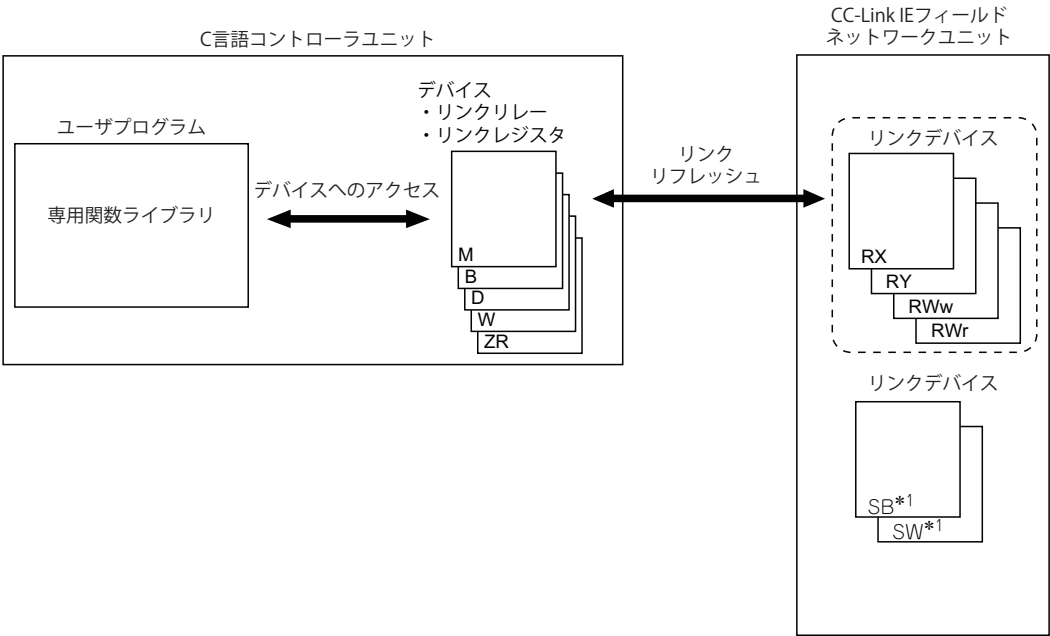 C言語コントローラユニット
ユーザプログラム
専用関数ライブラリ
デバイスへのアクセス
デバイス
・リンクリレー
・リンクレジスタ
M
B
D
W
ZR
リンク
リフレッシュ
CC-Link IEフィールド
ネットワークユニット
リンクデバイス
RX
RY
RWw
RWr
リンクデバイス
SB*1
SW*1